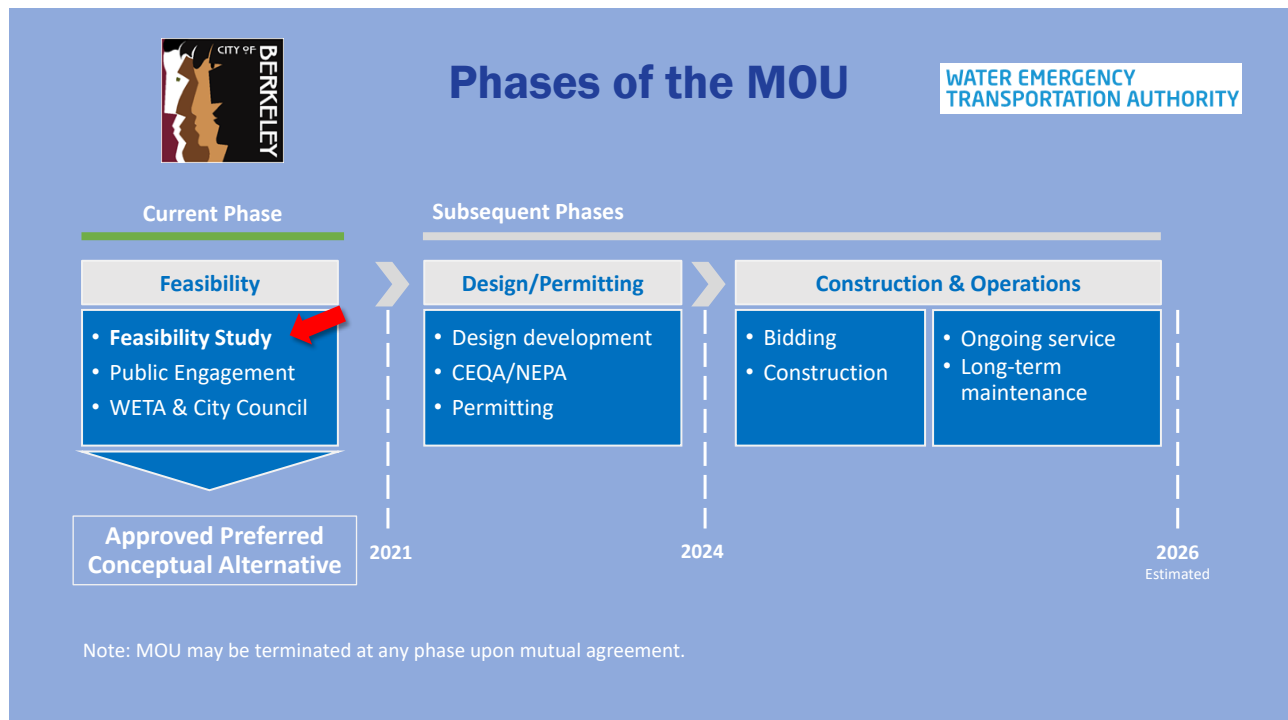 CITY OF
BERKELEY
Phases of the MOU
WATER EMERGENCY
TRANSPORTATION AUTHORITY
Current Phase
Subsequent Phases
Feasibility
• Feasibility Study
• Public Engagement
• WETA & City Council
Design/Permitting
• Design development
• CEQA/NEPA
• Permitting
Construction & Operations
• Bidding
• Construction
• Ongoing service
• Long-term
maintenance
Approved Preferred
Conceptual Alternative
2021
2024
2026
Estimated
Note: MOU may be terminated at any phase upon mutual agreement.